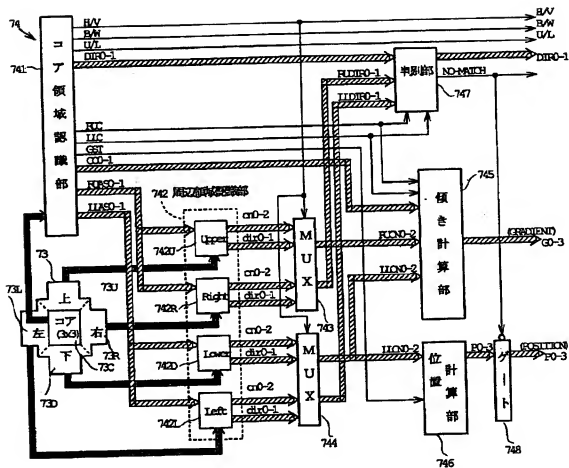 74
741
コア領域認識部
H/V
B/W
U/L
DIR0-1
RUC
LLC
GST
CC0-1
RUAS0-1
LLAS0-1
H/V
B/W
U/L
DIR0-1
NO-MATCH
判別部
747
RUDIR0-1
LLDIR0-1
742
周辺領域認識部
Upper
742U
Right
742R
Lower
742D
Left
742L
cn0-2
dir0-1
cn0-2
dir0-1
cn0-2
dir0-1
cn0-2
dir0-1
MUX
743
MUX
744
RUCN0-2
LLCN0-2
LLCN0-2
745
傾き計算部
(GRADIENT)
G0-3
位置計算部
746
P0-3
ゲート
748
(POSITION)
P0-3
73
73U
73L
上
左
コア
(3x3)
右
下
73R
73C
73D